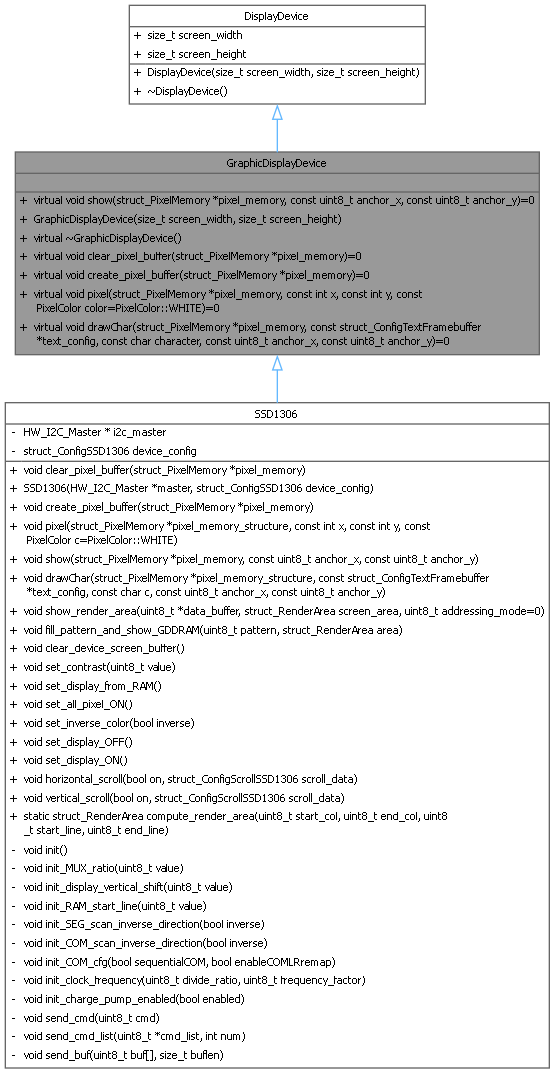 DisplayDevice
+ size_t screen_width
+ size_t screen_height
+ DisplayDevice(size_t screen_width, size_t screen_height)
+ ~DisplayDevice()
GraphicDisplayDevice
+ virtual void show(struct_PixelMemory *pixel_memory, const uint8_t anchor_x, const uint8_t anchor_y)=0
+ GraphicDisplayDevice(size_t screen_width, size_t screen_height)
+ virtual ~GraphicDisplayDevice()
+ virtual void clear_pixel_buffer(struct_PixelMemory *pixel_memory)=0
+ virtual void create_pixel_buffer(struct_PixelMemory *pixel_memory)=0
+ virtual void pixel(struct_PixelMemory *pixel_memory, const int x, const int y, const
PixelColor color=PixelColor::WHITE)=0
+ virtual void drawChar(struct_PixelMemory *pixel_memory, const struct_ConfigTextFramebuffer
*text_config, const char character, const uint8_t anchor_x, const uint8_t anchor_y)=0
SSD1306
- HW_I2C_Master * i2c_master
- struct_ConfigSSD1306 device_config
+ void clear_pixel_buffer(struct_PixelMemory *pixel_memory)
+ SSD1306(HW_I2C_Master *master, struct_ConfigSSD1306 device_config)
+ void create_pixel_buffer(struct_PixelMemory *pixel_memory)
+ void pixel(struct_PixelMemory *pixel_memory_structure, const int x, const int y, const
PixelColor c=PixelColor::WHITE)
+ void show(struct_PixelMemory *pixel_memory, const uint8_t anchor_x, const uint8_t anchor_y)
+ void drawChar(struct_PixelMemory *pixel_memory_structure, const struct_ConfigTextFramebuffer
*text_config, const char c, const uint8_t anchor_x, const uint8_t anchor_y)
+ void show_render_area(uint8_t *data_buffer, struct_RenderArea screen_area, uint8_t addressing_mode=0)
+ void fill_pattern_and_show_GDDRAM(uint8_t pattern, struct_RenderArea area)
+ void clear_device_screen_buffer()
+ void set_contrast(uint8_t value)
+ void set_display_from_RAM()
+ void set_all_pixel_ON()
+ void set_inverse_color(bool inverse)
+ void set_display_OFF()
+ void set_display_ON()
+ void horizontal_scroll(bool on, struct_ConfigScrollSSD1306 scroll_data)
+ void vertical_scroll(bool on, struct_ConfigScrollSSD1306 scroll_data)
+ static struct_RenderArea compute_render_area(uint8_t start_col, uint8_t end_col, uint8
_t start_line, uint8_t end_line)
- void init()
- void init_MUX_ratio(uint8_t value)
- void init_display_vertical_shift(uint8_t value)
- void init_RAM_start_line(uint8_t value)
- void init_SEG_scan_inverse_direction(bool inverse)
- void init_COM_scan_inverse_direction(bool inverse)
- void init_COM_cfg(bool sequentialCOM, bool enableCOMLRremap)
- void init_clock_frequency(uint8_t divide_ratio, uint8_t frequency_factor)
- void init_charge_pump_enabled(bool enabled)
- void send_cmd(uint8_t cmd)
- void send_cmd_list(uint8_t *cmd_list, int num)
- void send_buf(uint8_t buf[], size_t buflen)